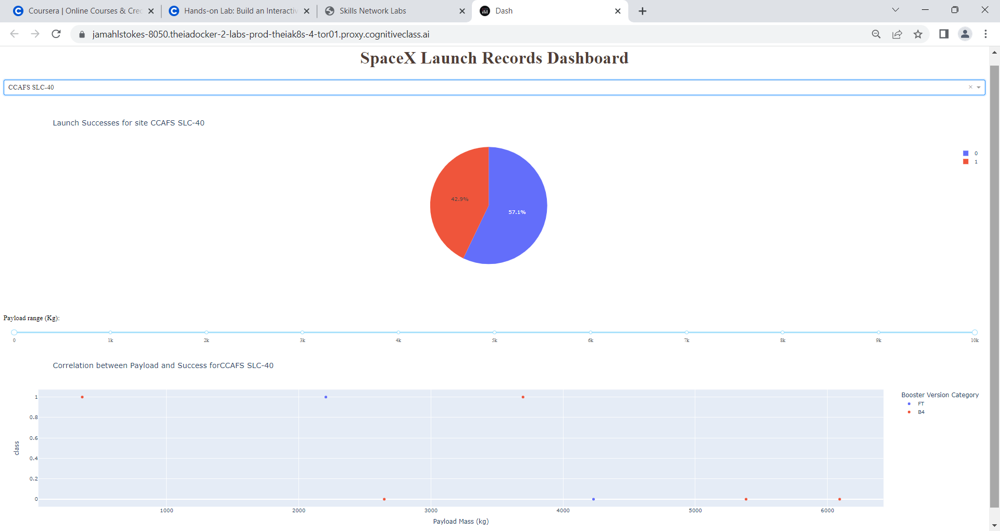 Coursera | Online Courses & Cre
Hands-on Lab: Build an Interactiv
Skills Network Labs
Dash
jamahlstokes-8050.theiadocker-2-labs-prod-theiak8s-4-tor01.proxy.cognitiveclass.ai
SpaceX Launch Records Dashboard
CCAFS SLC-40
Launch Successes for site CCAFS SLC-40
0
1
42.9%
57.1%
Payload range (Kg):
0 1k 2k 3k 4k 5k 6k 7k 8k 9k 10k
Correlation between Payload and Success forCCAFS SLC-40
Booster Version Category
FT
B4
1
0.8
0.6
0.4
0.2
0
class
1000 2000 3000 4000 5000 6000
Payload Mass (kg)